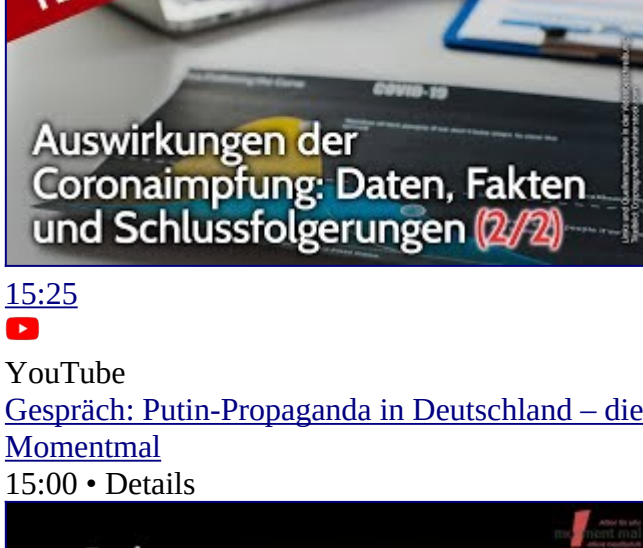 COVID-19
Auswirkungen der
Coronaimpfung: Daten, Fakten
und Schlussfolgerungen (2/2)
15:25
YouTube
Gespräch: Putin-Propaganda in Deutschland – die
Momentmal
15:00 • Details